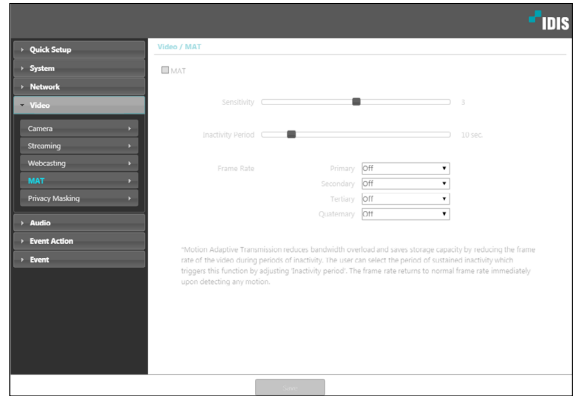 IDIS
Quick Setup
System
Network
Video
Camera
Streaming
Webcasting
MAT
Privacy Masking
Audio
Event Action
Event
Video / MAT
MAT
Sensitivity 3
Inactivity Period 10 sec.
Frame Rate Primary Off
Secondary Off
Tertiary Off
Quaternary Off
*Motion Adaptive Transmission reduces bandwidth overload and saves storage capacity by reducing the frame
rate of the video during periods of inactivity. The user can select the period of sustained inactivity which
triggers this function by adjusting 'Inactivity period'. The frame rate returns to normal frame rate immediately
upon detecting any motion.
Save